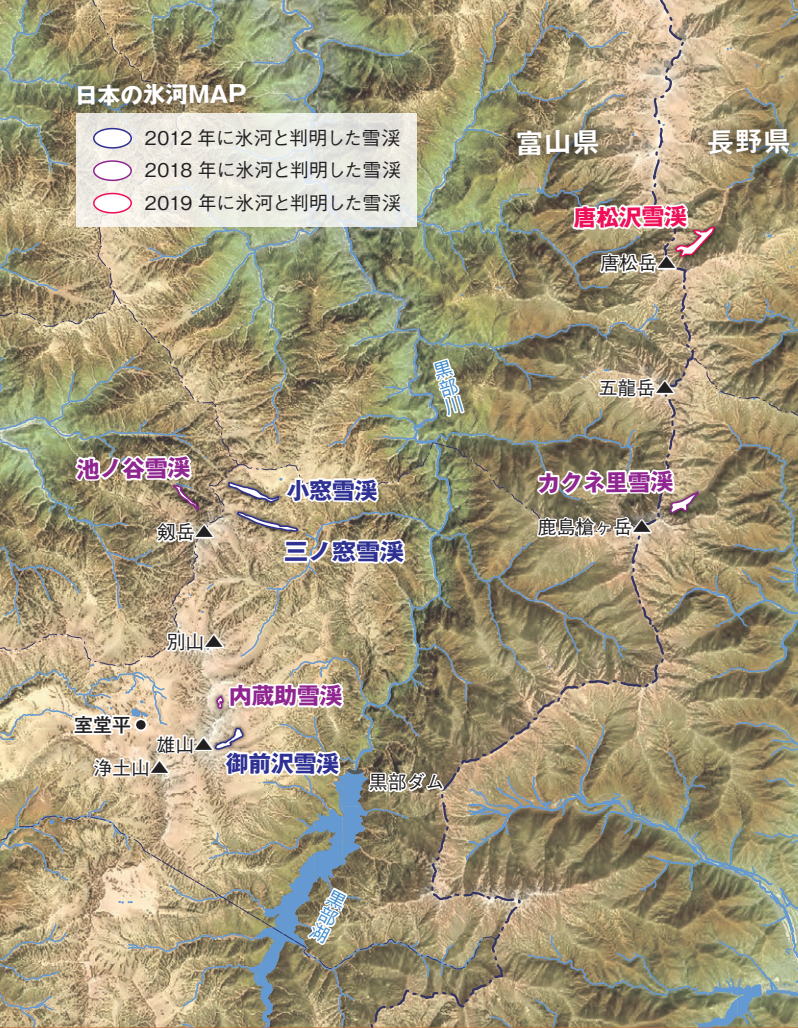 日本の氷河MAP
2012 年に氷河と判明した雪渓
2018 年に氷河と判明した雪渓
2019 年に氷河と判明した雪渓
富山県
長野県
唐松沢雪渓
唐松岳
黒部川
五龍岳
池ノ谷雪渓
小窓雪渓
カクネ里雪渓
剱岳
三ノ窓雪渓
鹿島槍ヶ岳
別山
内蔵助雪渓
室堂平
雄山
御前沢雪渓
浄土山
黒部ダム
黒部湖